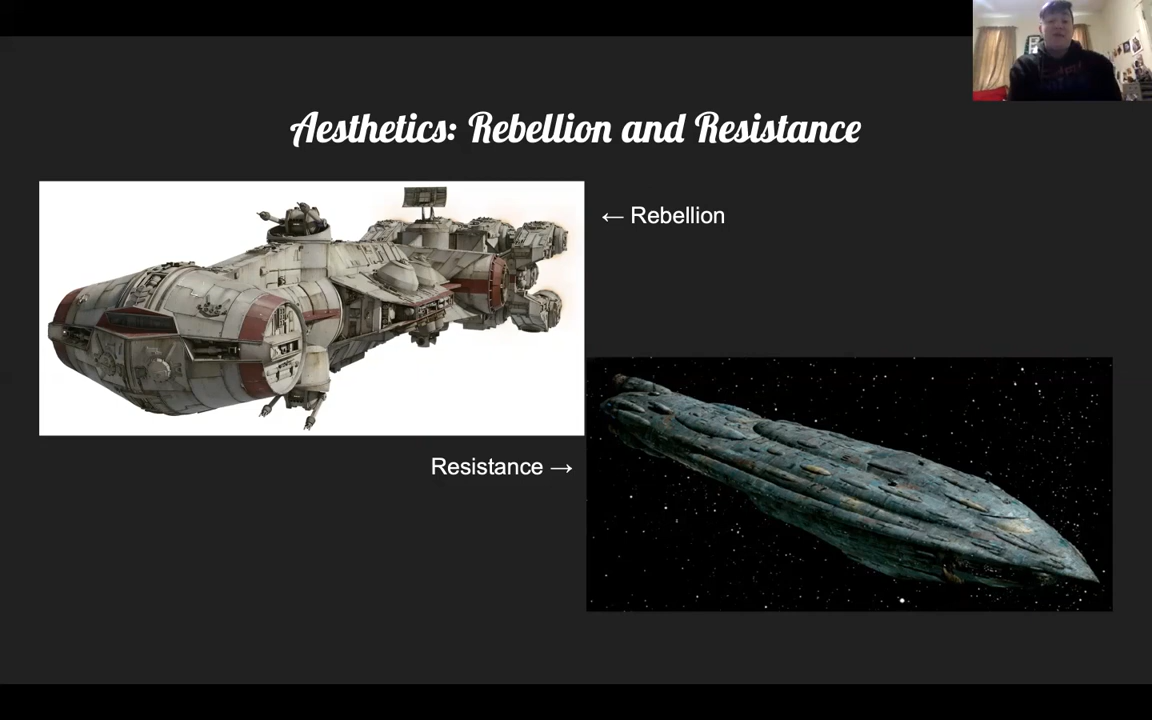 Aesthetics: Rebellion and Resistance
← Rebellion
Resistance →